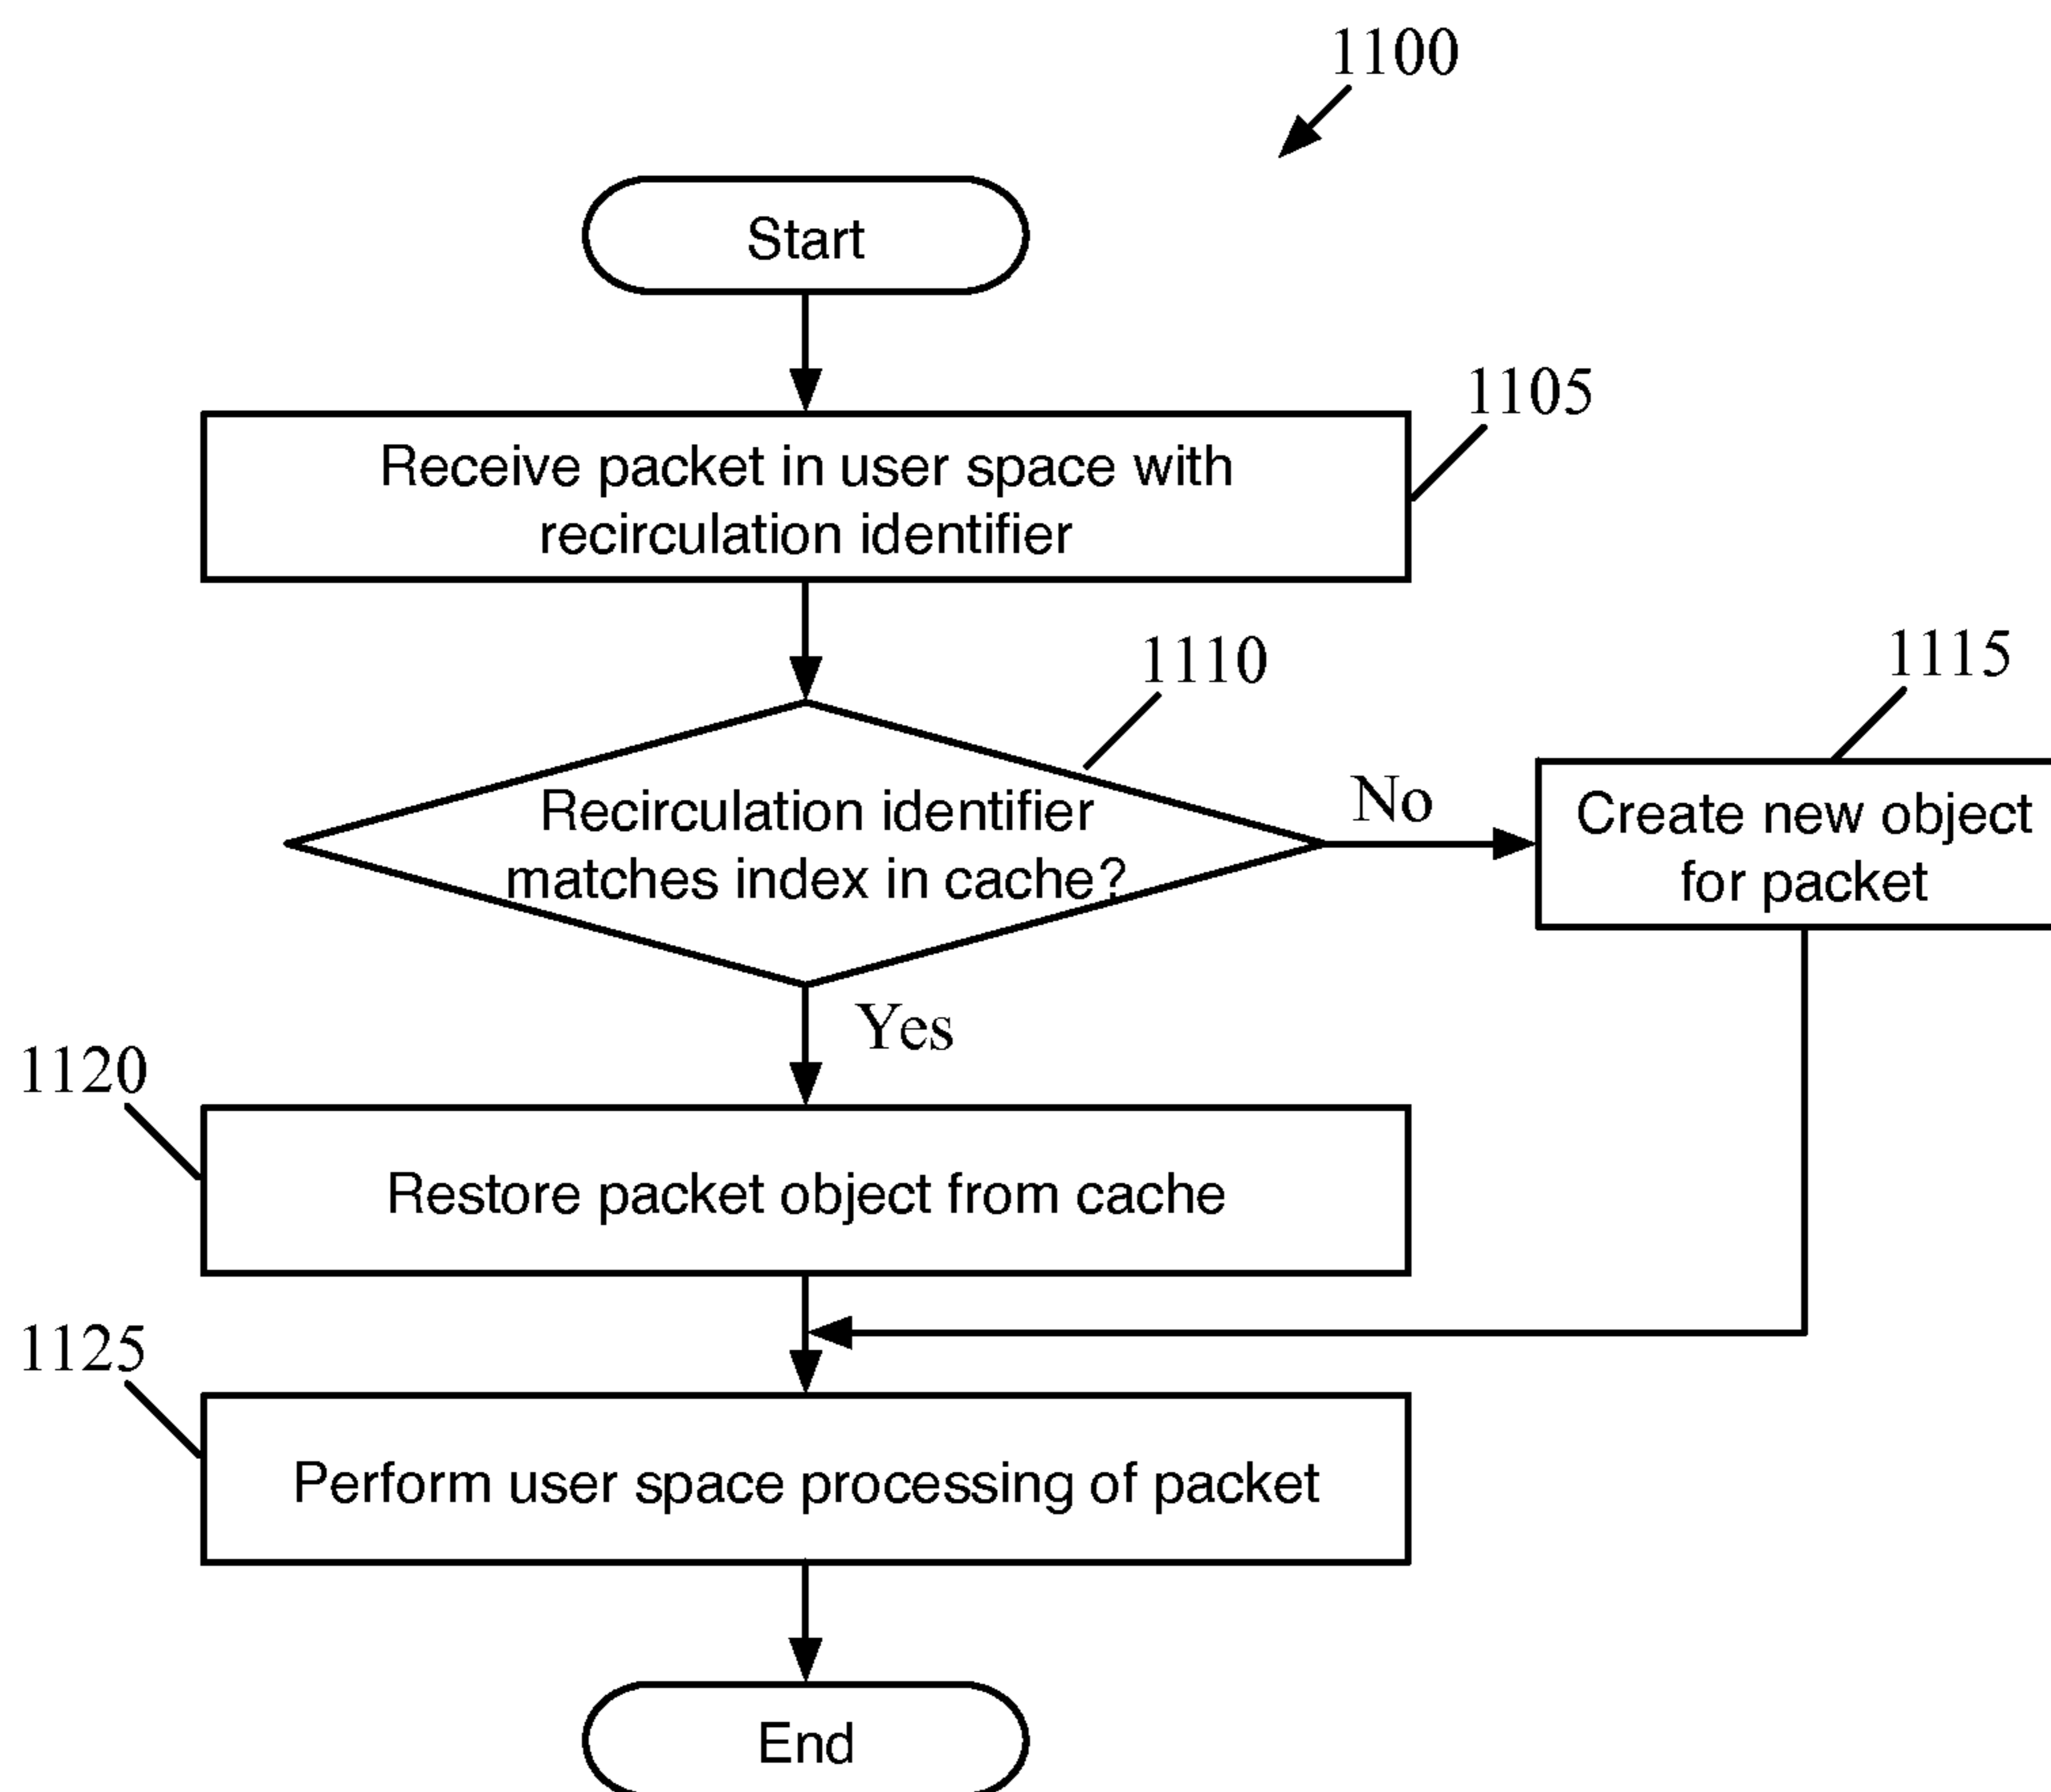 1100
Start
1105
Receive packet in user space with
recirculation identifier
1110
1115
Recirculation identifier
matches index in cache?
No
Create new object
for packet
Yes
1120
Restore packet object from cache
1125
Perform user space processing of packet
End